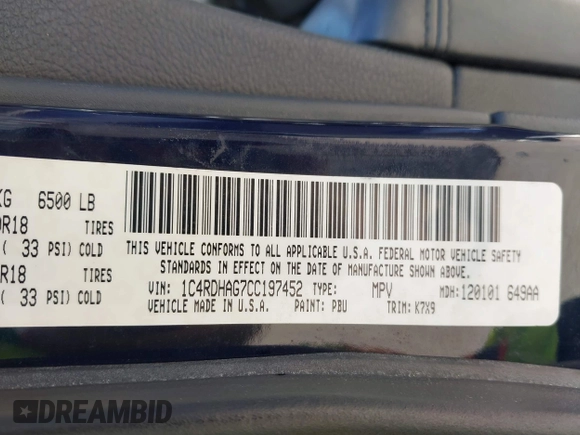 KG 6500 LB
R18 TIRES
( 33 PSI) COLD
R18 TIRES
( 33 PSI) COLD
THIS VEHICLE CONFORMS TO ALL APPLICABLE U.S.A. FEDERAL MOTOR VEHICLE SAFETY
STANDARDS IN EFFECT ON THE DATE OF MANUFACTURE SHOWN ABOVE.
VIN: 1C4RDHAG7CC197452 TYPE: MPV MDH: 120101 649AA
VEHICLE MADE IN U.S.A. PAINT: PBU TRIM: K7X9
DREAMBID